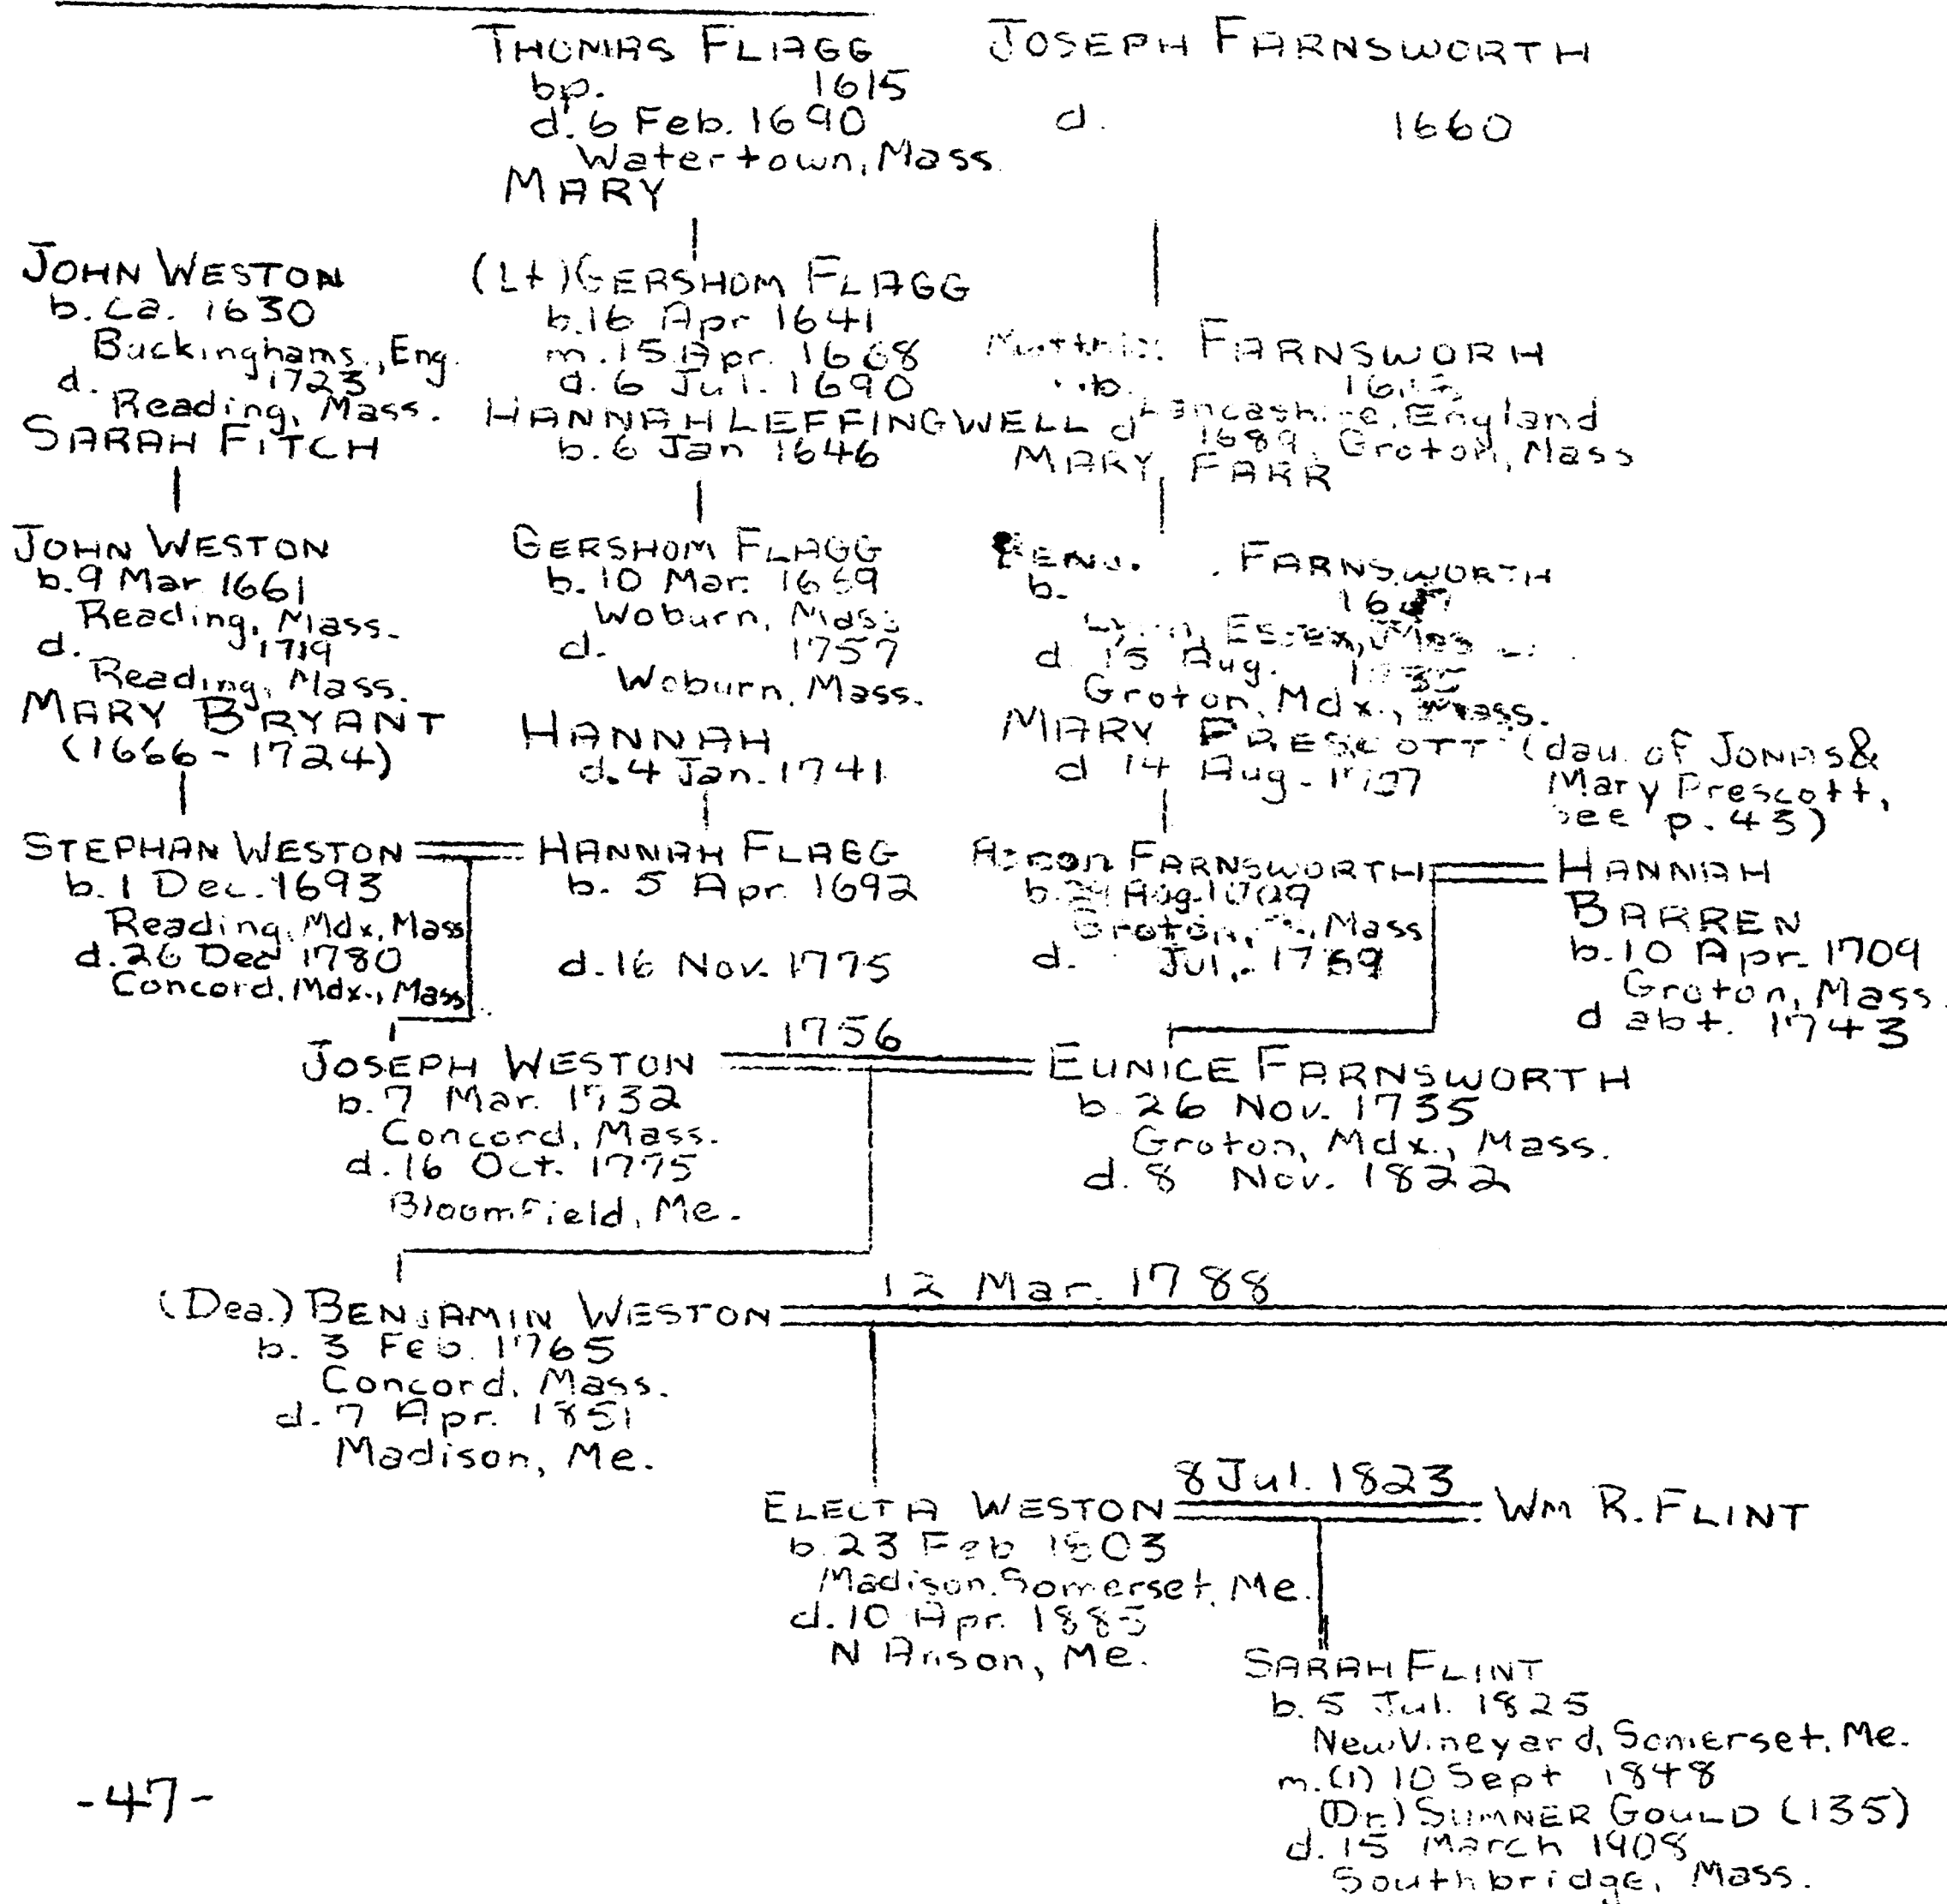 THOMAS FLAGG
bp. 1615
d. 6 Feb. 1690
Watertown, Mass.
MARY
JOSEPH FARNSWORTH
d. 1660
JOHN WESTON
b. ca. 1630
Buckinghams., Eng.
d. 1723
Reading, Mass.
SARAH FITCH
(Lt) GERSHOM FLAGG
b. 16 Apr 1641
m. 15 Apr. 1668
d. 6 Jul. 1690
HANNAH LEFFINGWELL
b. 6 Jan 1646
FARNSWORH
b.
Lancashire, England
d 1689, Groton, Mass
MARY FARR
JOHN WESTON
b. 9 Mar 1661
Reading, Mass.
d. 1719
Reading, Mass.
MARY BRYANT
(1666-1724)
GERSHOM FLAGG
b. 10 Mar. 1669
Woburn, Mass
d. 1757
Woburn, Mass.
HANNAH
d. 4 Jan. 1741
BENJ. FARNSWORTH
b.
Essex,
d 15 Aug.
Groton, Mdx., Mass.
MARY PRESCOTT (dau. of JONAS &
Mary Prescott,
see p. 43)
d 14 Aug.
STEPHAN WESTON
b. 1 Dec. 1693
Reading, Mdx, Mass
d. 26 Dec 1780
Concord, Mdx., Mass.
HANNAH FLAGG
b. 5 Apr. 1692
d. 16 Nov. 1775
Aaron FARNSWORTH
b. Aug. 1709
Groton, Mass
d. Jul.
HANNAH
BARREN
b. 10 Apr. 1709
Groton, Mass.
d abt. 1743
1756
JOSEPH WESTON
b. 7 Mar. 1732
Concord, Mass.
d. 16 Oct. 1775
Bloomfield, Me.
EUNICE FARNSWORTH
b. 26 Nov. 1735
Groton, Mdx., Mass.
d. 8 Nov. 1822
12 Mar. 1788
(Dea.) BENJAMIN WESTON
b. 3 Feb. 1765
Concord, Mass.
d. 7 Apr. 1851
Madison, Me.
8 Jul. 1823
ELECTA WESTON
b. 23 Feb 1803
Madison, Somerset, Me.
d. 10 Apr.
N Anson, Me.
WM R. FLINT
SARAH FLINT
b. 5 Jul. 1825
New Vineyard, Somerset, Me.
m. (1) 10 Sept 1848
(Dr.) SUMNER GOULD (135)
d. 15 March 1908
Southbridge, Mass.
-47-